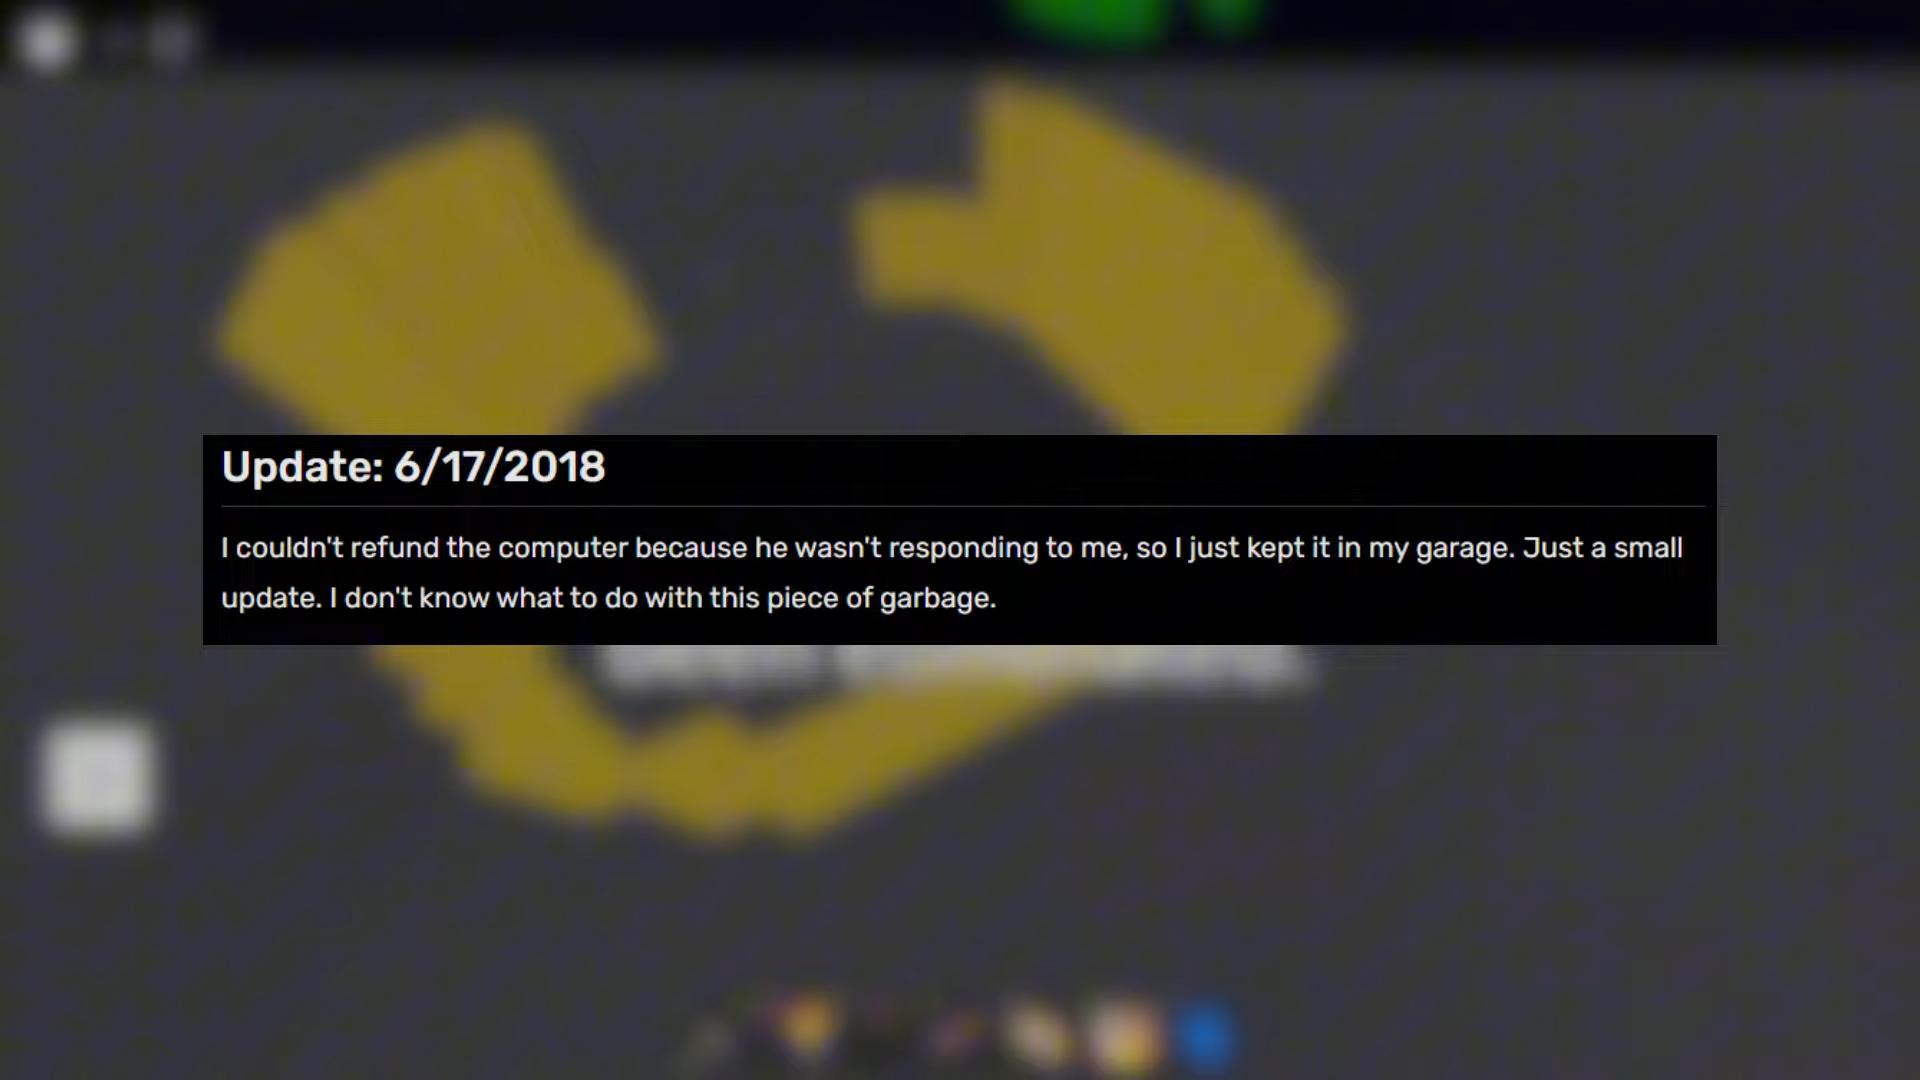 Update: 6/17/2018
I couldn't refund the computer because he wasn't responding to me, so I just kept it in my garage. Just a small
update. I don't know what to do with this piece of garbage.